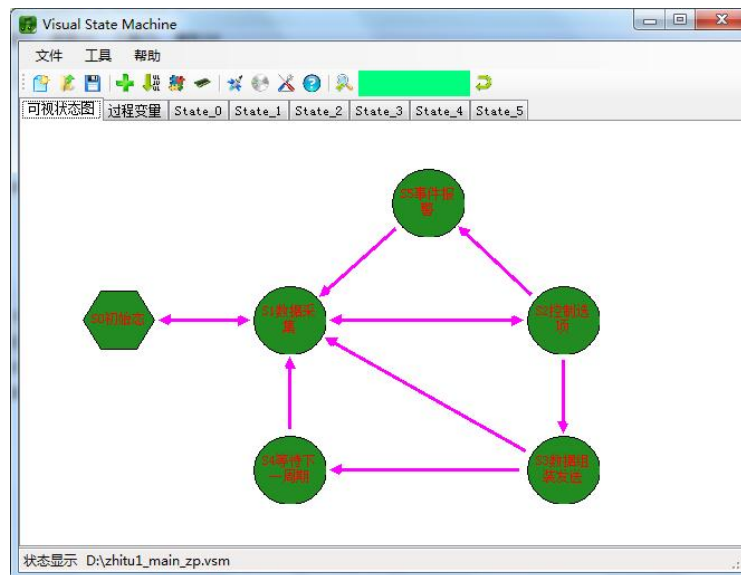 Visual State Machine
文件 工具 帮助
可视状态图 过程变量 State_0 State_1 State_2 State_3 State_4 State_5
S5事件报
警
S0初始态
S1数据采
集
S2控制选
项
S4等待下
一周期
S3数据组
装发送
状态显示 D:\zhitu1_main_zp.vsm